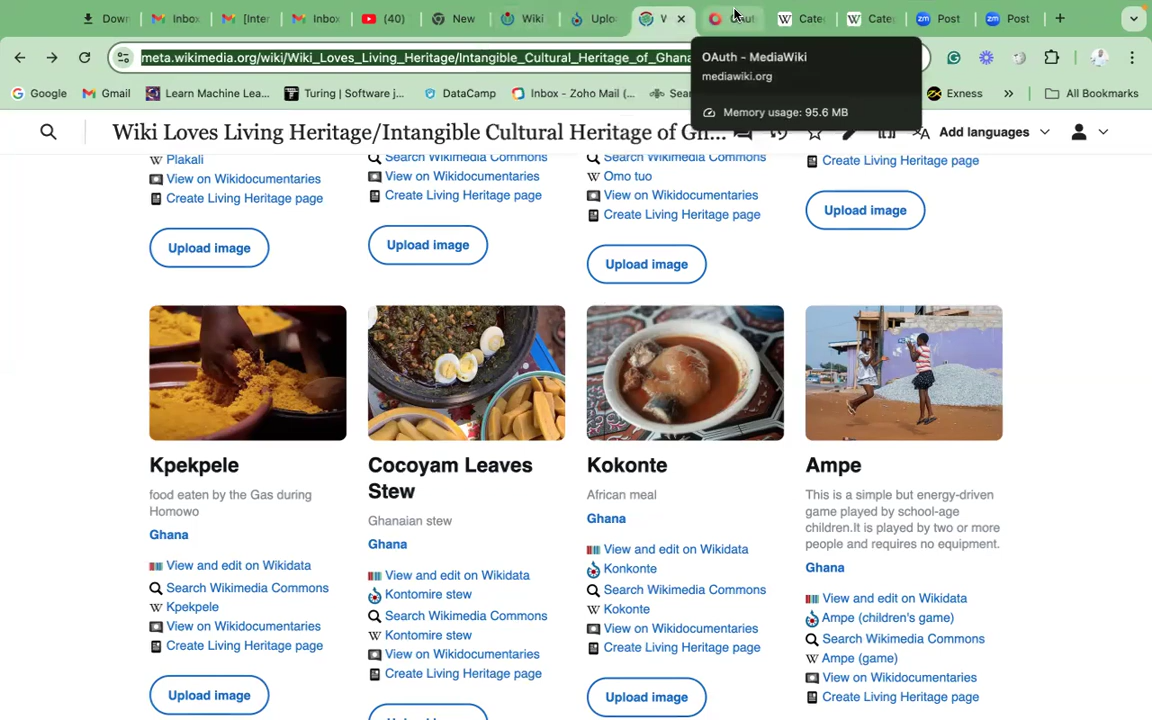 Down
Inbo
[Inter
Inbo
(40)
New
Wiki
Uplo
W
OAut
Cate
Cate
Post
Post
meta.wikimedia.org/wiki/Wiki_Loves_Living_Heritage/Intangible_Cultural_Heritage_of_Ghana
OAuth - MediaWiki
mediawiki.org
Memory usage: 95.6 MB
Google
Gmail
Learn Machine Lea...
Turing | Software j...
DataCamp
Inbox - Zoho Mail (...
Sear
Exness
All Bookmarks
Wiki Loves Living Heritage/Intangible Cultural Heritage of Gh...
Add languages
Plakali
View on Wikidocumentaries
Create Living Heritage page
Upload image
Search Wikimedia Commons
View on Wikidocumentaries
Create Living Heritage page
Upload image
Search Wikimedia Commons
Omo tuo
View on Wikidocumentaries
Create Living Heritage page
Upload image
Create Living Heritage page
Upload image
Kpekpele
food eaten by the Gas during
Homowo
Ghana
View and edit on Wikidata
Search Wikimedia Commons
Kpekpele
View on Wikidocumentaries
Create Living Heritage page
Upload image
Cocoyam Leaves
Stew
Ghanaian stew
Ghana
View and edit on Wikidata
Kontomire stew
Search Wikimedia Commons
Kontomire stew
View on Wikidocumentaries
Create Living Heritage page
Kokonte
African meal
Ghana
View and edit on Wikidata
Konkonte
Search Wikimedia Commons
Kokonte
View on Wikidocumentaries
Create Living Heritage page
Upload image
Ampe
This is a simple but energy-driven
game played by school-age
children.It is played by two or more
people and requires no equipment.
Ghana
View and edit on Wikidata
Ampe (children's game)
Search Wikimedia Commons
Ampe (game)
View on Wikidocumentaries
Create Living Heritage page